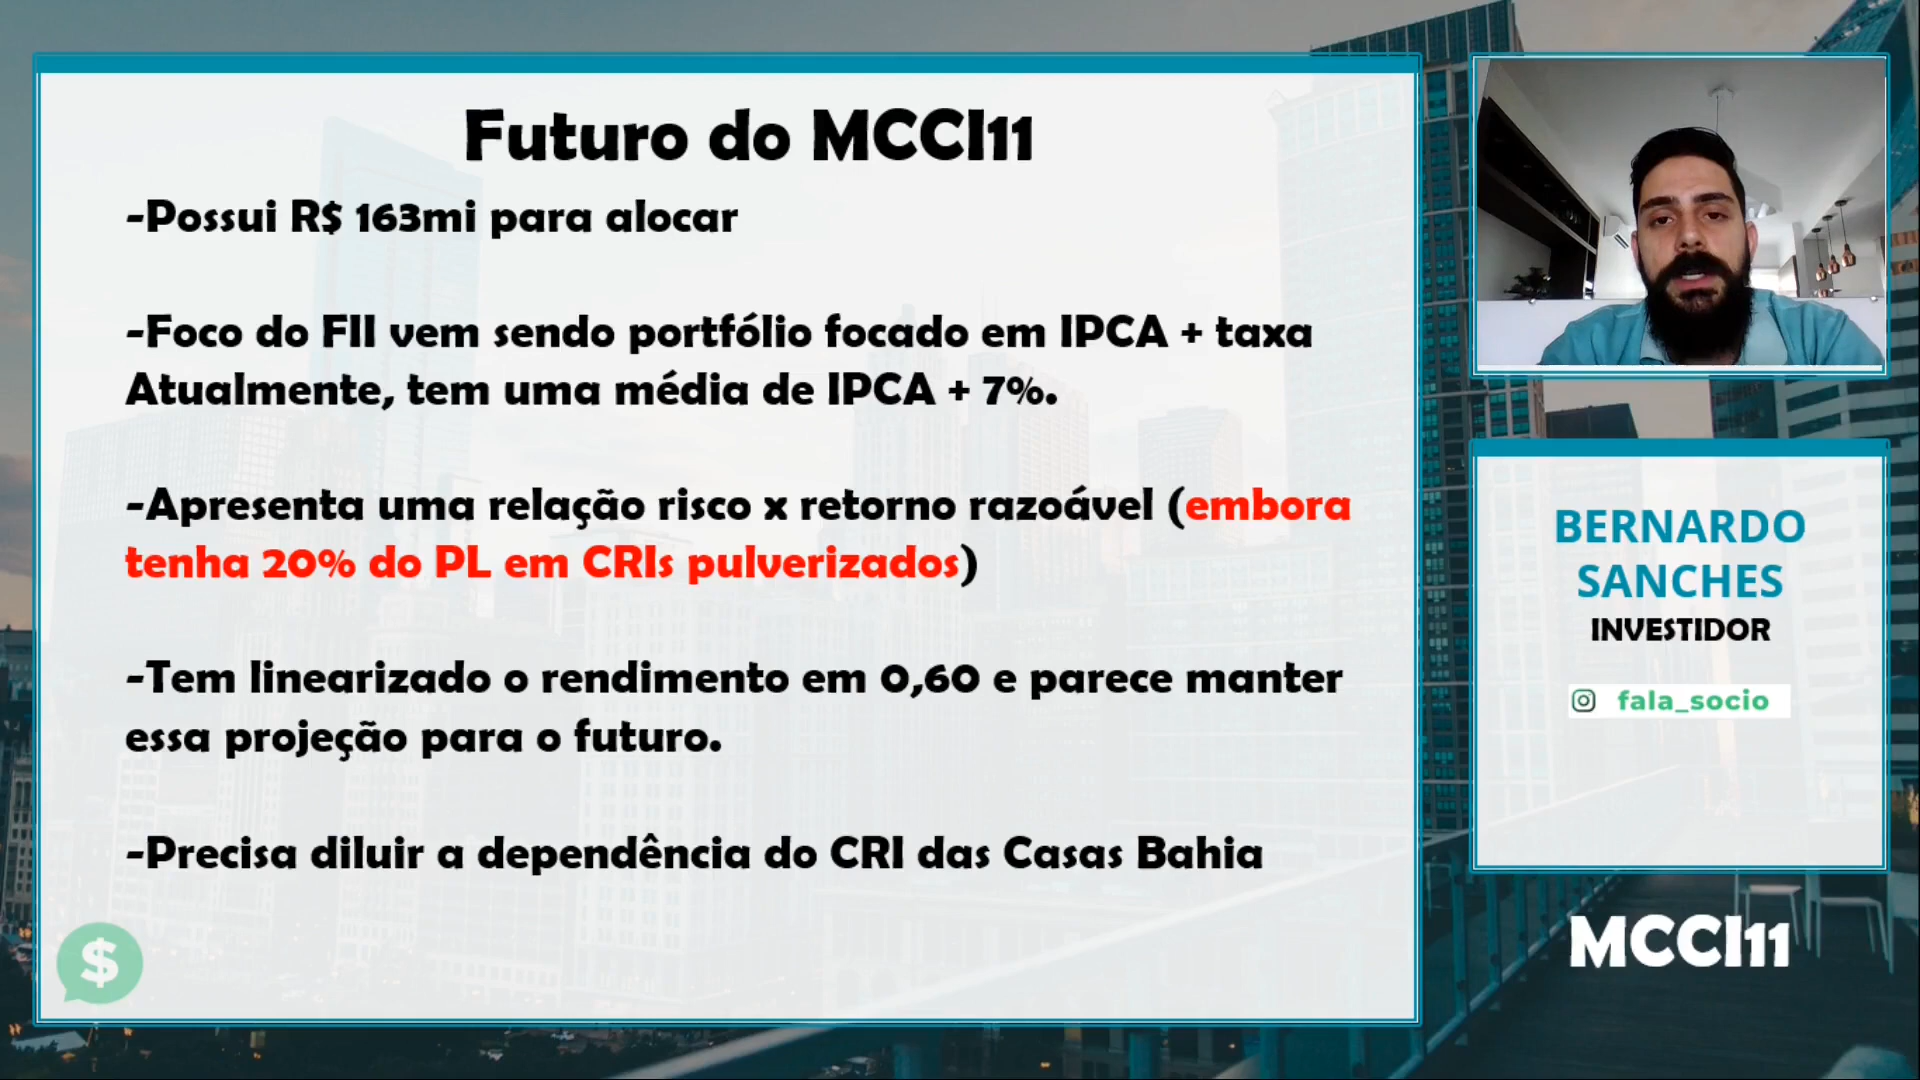 Futuro do MCCI11
-Possui R$ 163mi para alocar
-Foco do FII vem sendo portfólio focado em IPCA + taxa
Atualmente, tem uma média de IPCA + 7%.
-Apresenta uma relação risco x retorno razoável (embora
tenha 20% do PL em CRIs pulverizados)
-Tem linearizado o rendimento em 0,60 e parece manter
essa projeção para o futuro.
-Precisa diluir a dependência do CRI das Casas Bahia
$
BERNARDO
SANCHES
INVESTIDOR
fala_socio
MCCI11